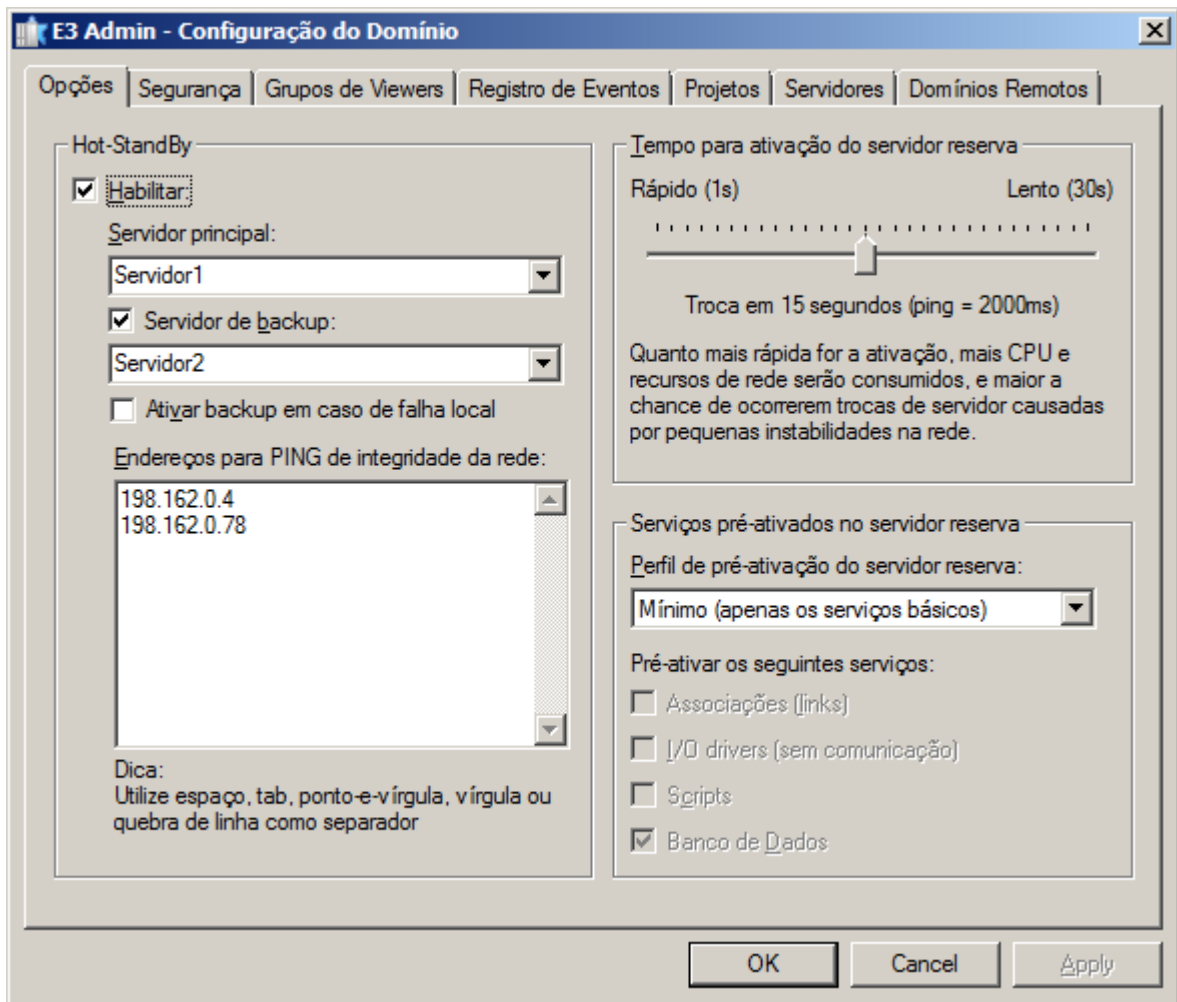 E3 Admin - Configuração do Domínio
Opções
Segurança
Grupos de Viewers
Registro de Eventos
Projetos
Servidores
Domínios Remotos
Hot-StandBy
Habilitar:
Servidor principal:
Servidor1
Servidor de backup:
Servidor2
Ativar backup em caso de falha local
Endereços para PING de integridade da rede:
198.162.0.4
198.162.0.78
Dica:
Utilize espaço, tab, ponto-e-vírgula, vírgula ou
quebra de linha como separador
Tempo para ativação do servidor reserva
Rápido (1s)
Lento (30s)
Troca em 15 segundos (ping = 2000ms)
Quanto mais rápida for a ativação, mais CPU e
recursos de rede serão consumidos, e maior a
chance de ocorrerem trocas de servidor causadas
por pequenas instabilidades na rede.
Serviços pré-ativados no servidor reserva
Perfil de pré-ativação do servidor reserva:
Mínimo (apenas os serviços básicos)
Pré-ativar os seguintes serviços:
Associações (links)
I/O drivers (sem comunicação)
Scripts
Banco de Dados
OK
Cancel
Apply